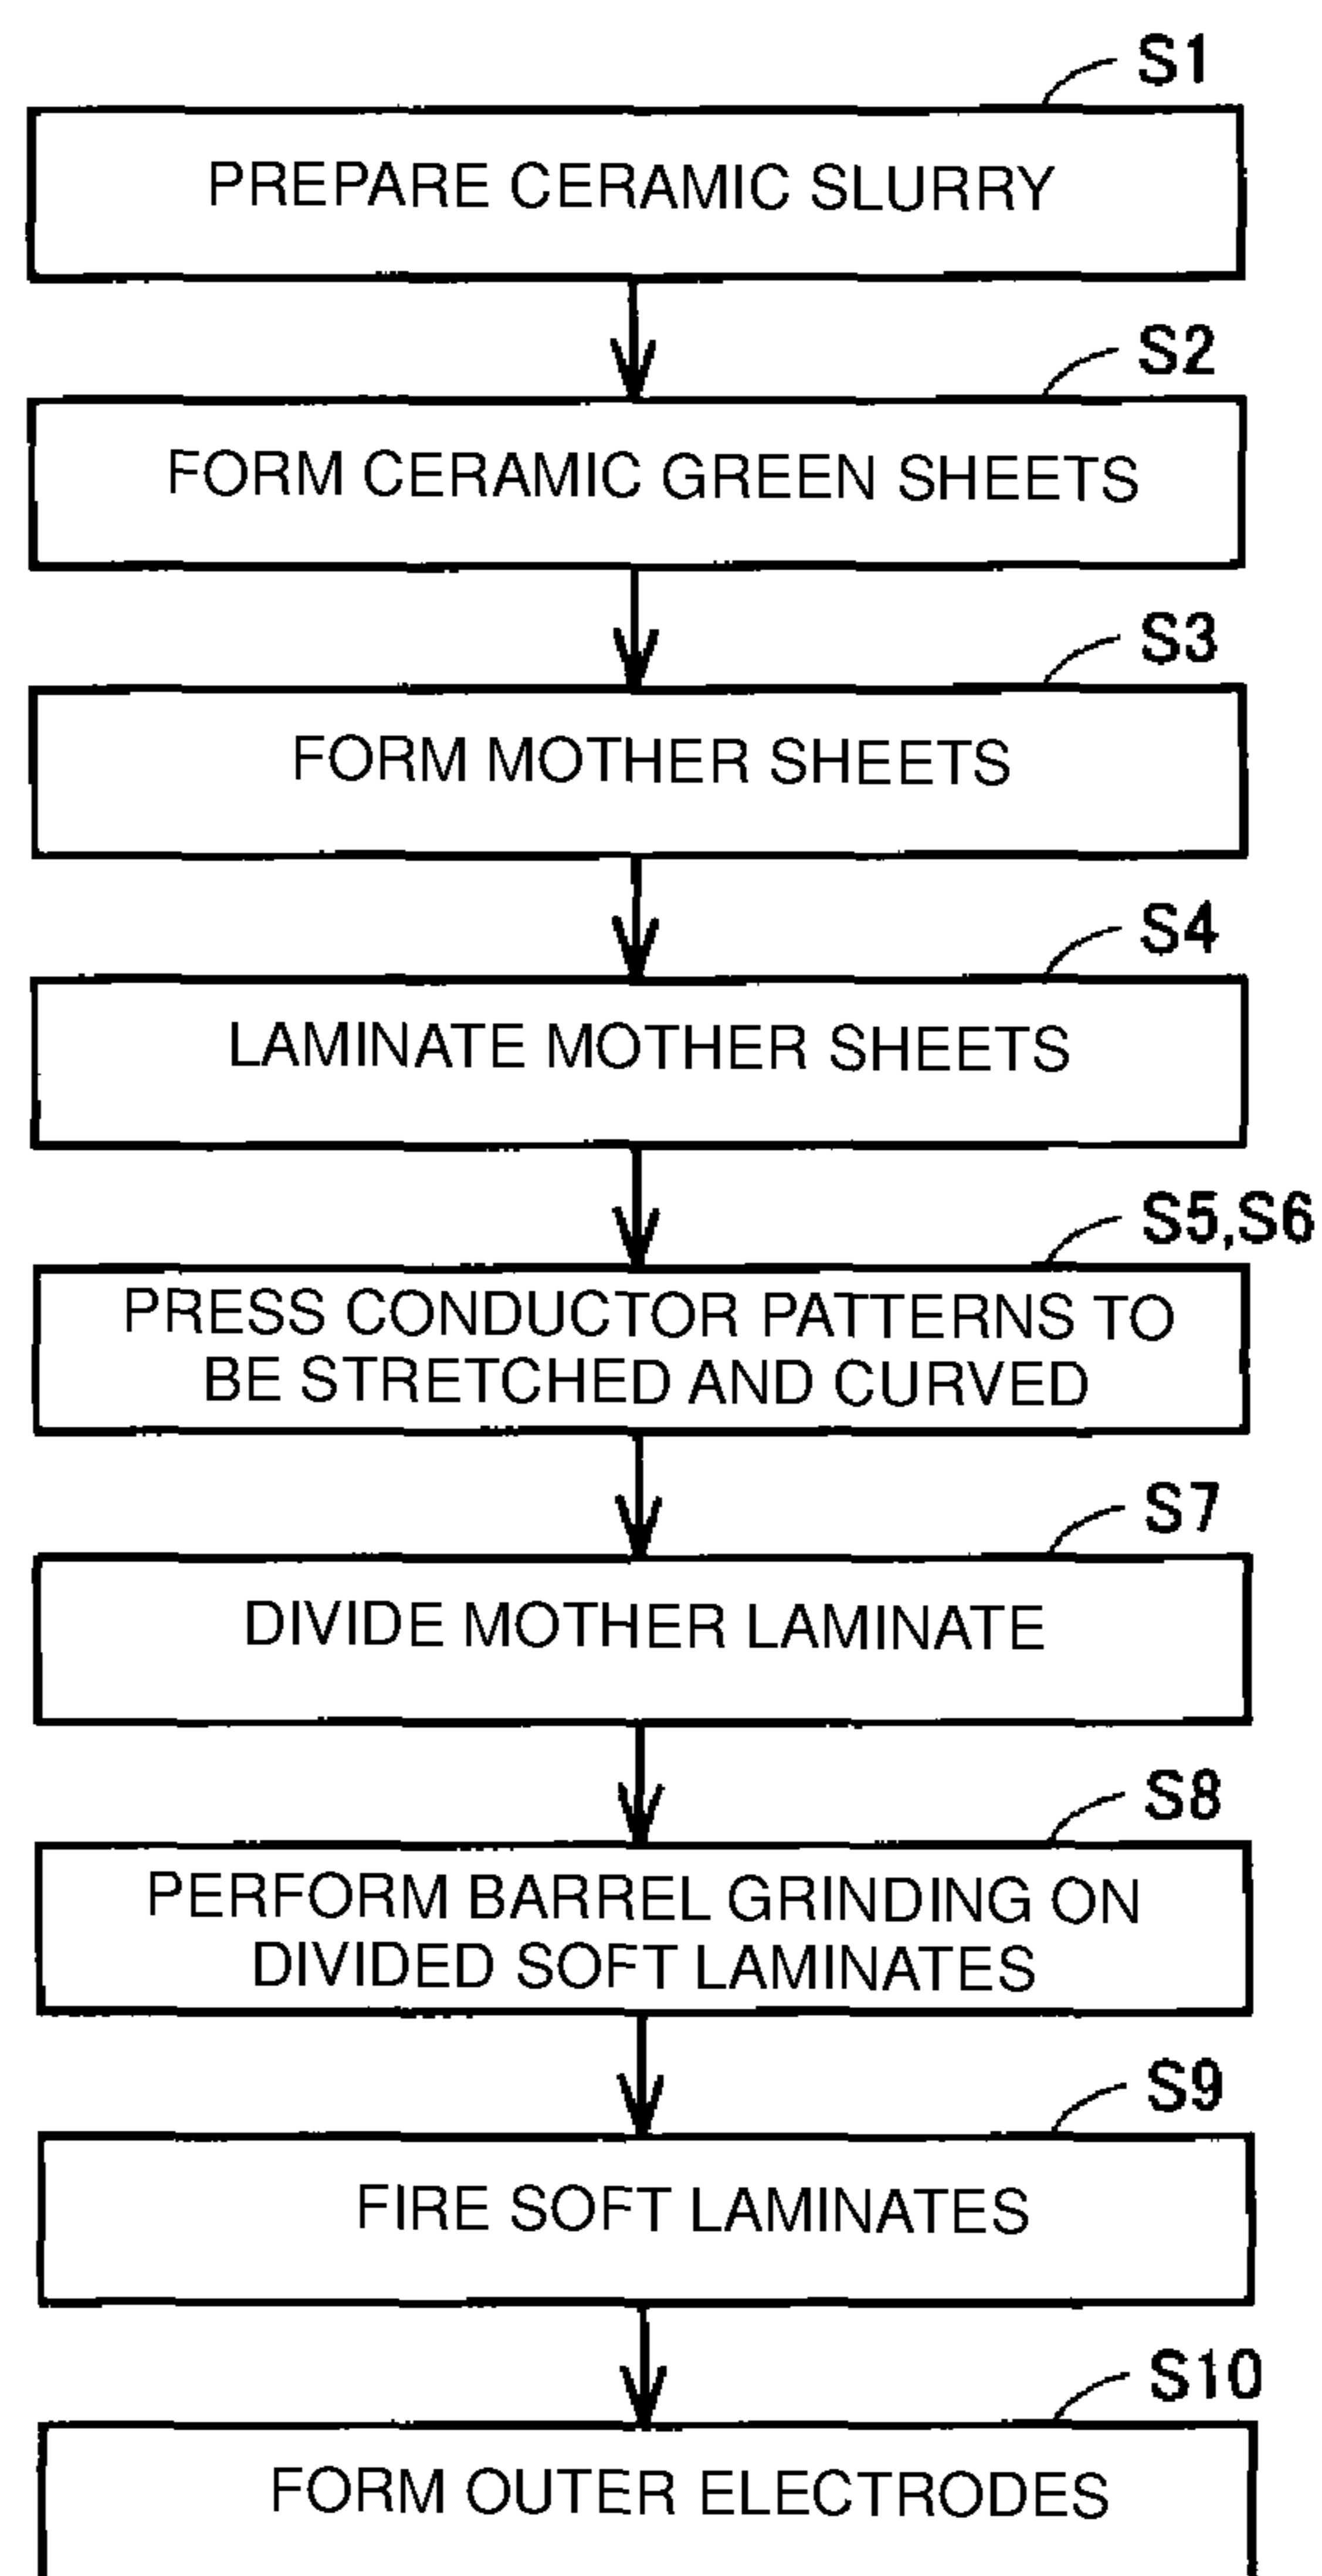 S1
PREPARE CERAMIC SLURRY
S2
FORM CERAMIC GREEN SHEETS
S3
FORM MOTHER SHEETS
S4
LAMINATE MOTHER SHEETS
S5,S6
PRESS CONDUCTOR PATTERNS TO
BE STRETCHED AND CURVED
S7
DIVIDE MOTHER LAMINATE
S8
PERFORM BARREL GRINDING ON
DIVIDED SOFT LAMINATES
S9
FIRE SOFT LAMINATES
S10
FORM OUTER ELECTRODES